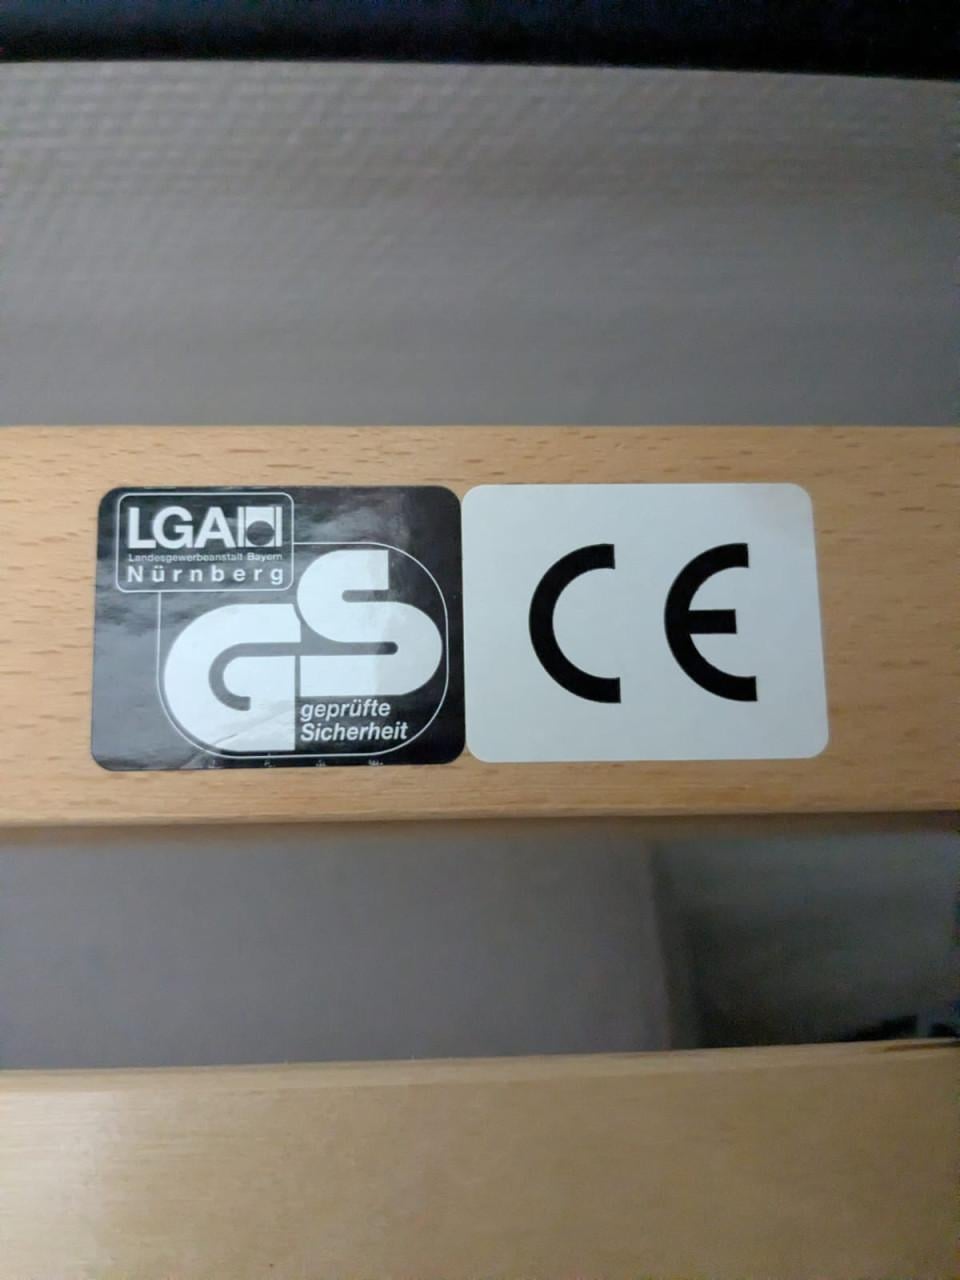 LGA
Landesgewerbeanstalt Bayern
Nürnberg
GS
geprüfte
Sicherheit
CE